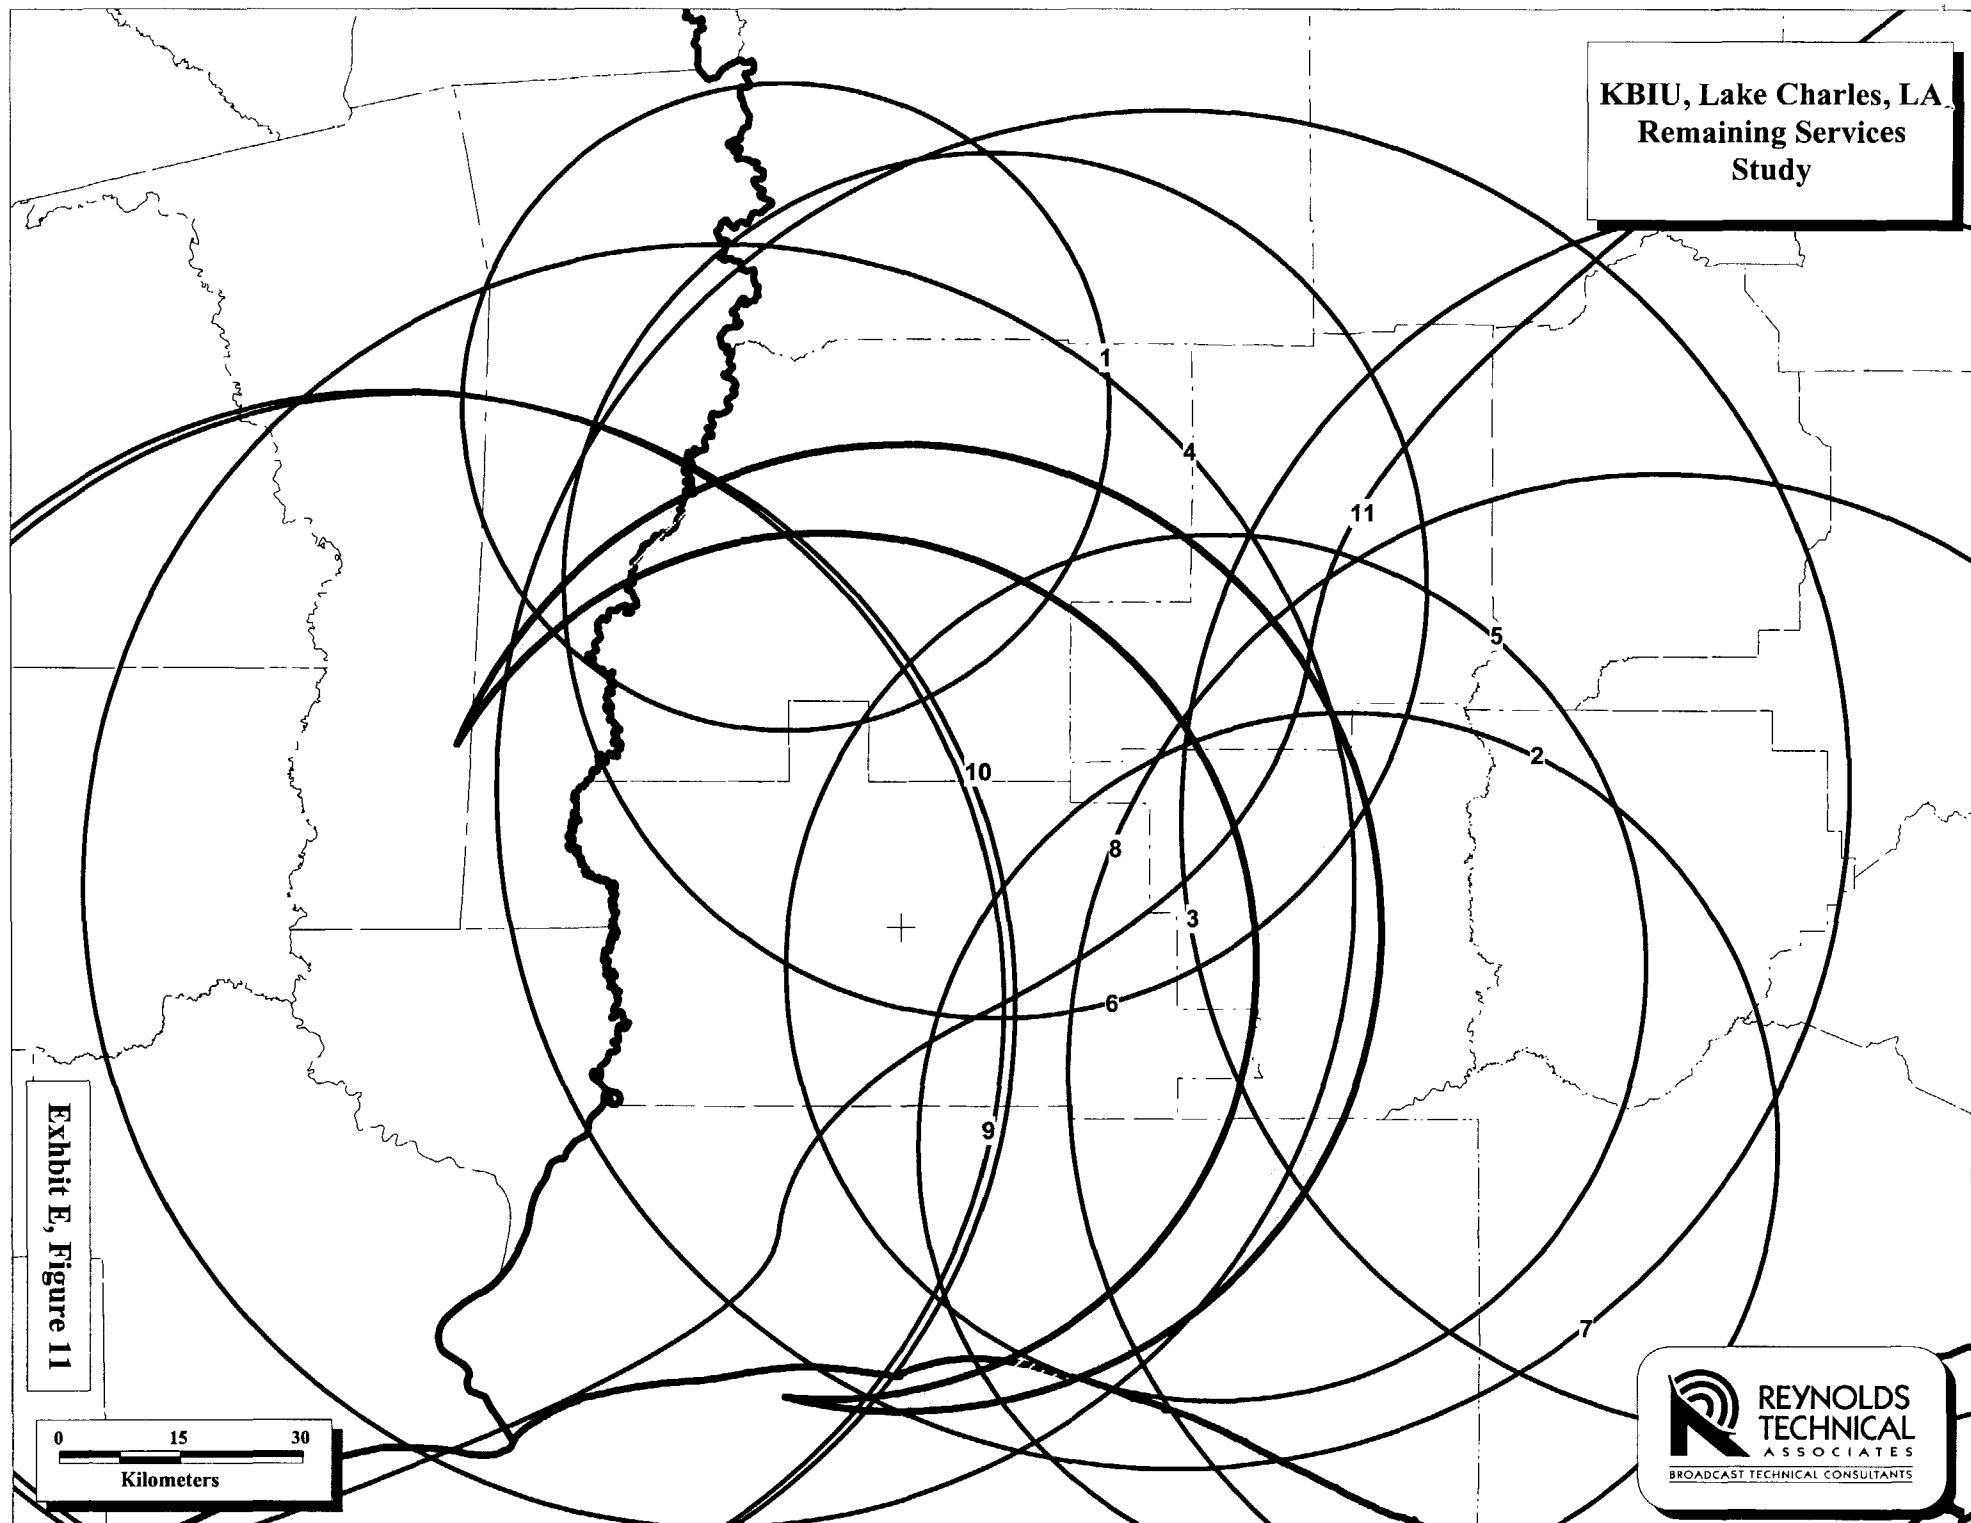 KBIU, Lake Charles, LA
Remaining Services
Study
1
4
11
5
2
10
8
3
6
9
7
Exhbit E, Figure 11
0 15 30
Kilometers
REYNOLDS
TECHNICAL
ASSOCIATES
BROADCAST TECHNICAL CONSULTANTS